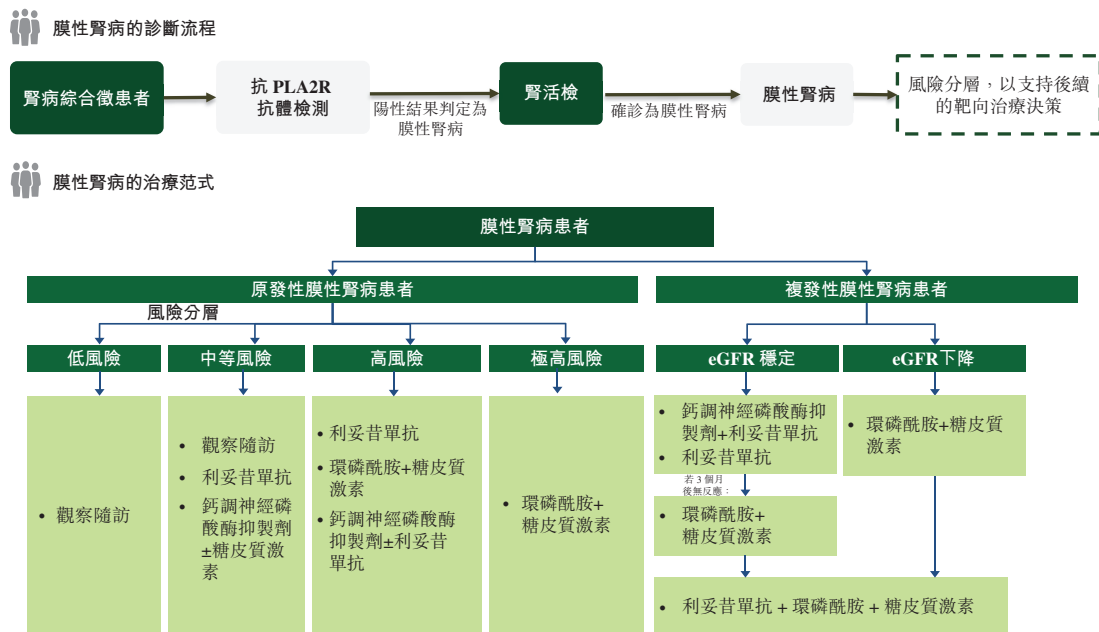 膜性腎病的診斷流程
腎病綜合徵患者
抗 PLA2R
抗體檢測
陽性結果判定為
膜性腎病
腎活檢
確診為膜性腎病
膜性腎病
風險分層，以支持後續
的靶向治療決策
膜性腎病的治療范式
膜性腎病患者
原發性膜性腎病患者
複發性膜性腎病患者
風險分層
低風險
中等風險
高風險
極高風險
eGFR 穩定
eGFR下降
• 觀察隨訪
• 觀察隨訪
• 利妥昔單抗
• 鈣調神經磷
酸酶抑製劑
±糖皮質激
素
• 利妥昔單抗
• 環磷酰胺+糖皮質
激素
• 鈣調神經磷酸酶
抑製劑±利妥昔
單抗
• 環磷酰胺+
糖皮質激素
• 鈣調神經磷酸酶抑
製劑+利妥昔單抗
• 利妥昔單抗
若 3 個月
後無反應：
• 環磷酰胺+
糖皮質激素
• 環磷酰胺+糖皮質
激素
• 利妥昔單抗 + 環磷酰胺 + 糖皮質激素